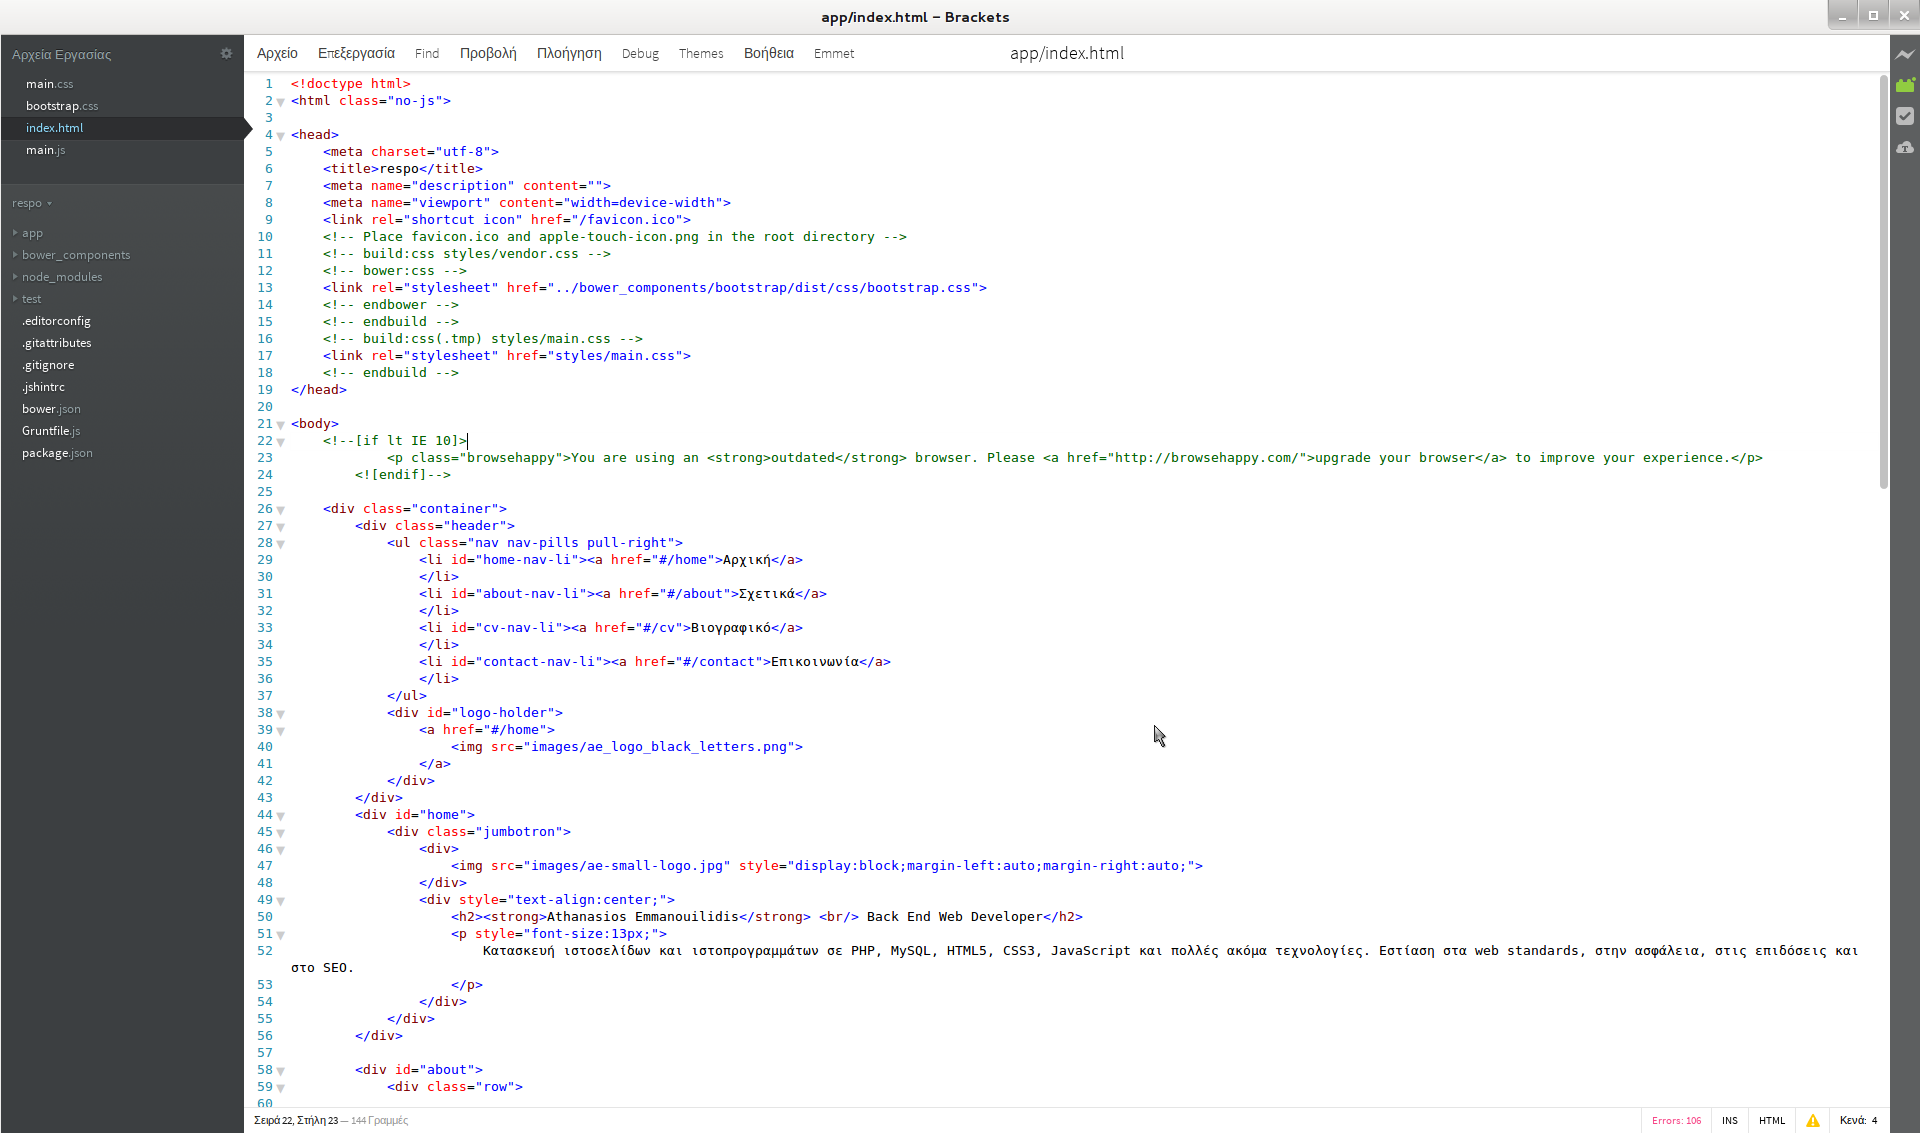 app/index.html – Brackets
Αρχεία Εργασίας
main.css
bootstrap.css
index.html
main.js
respo
app
bower_components
node_modules
test
.editorconfig
.gitattributes
.gitignore
.jshintrc
bower.json
Gruntfile.js
package.json
Αρχείο Επεξεργασία Find Προβολή Πλοήγηση Debug Themes Βοήθεια Emmet app/index.html
1 <!doctype html>
2 <html class="no-js">
3
4 <head>
5     <meta charset="utf-8">
6     <title>respo</title>
7     <meta name="description" content="">
8     <meta name="viewport" content="width=device-width">
9     <link rel="shortcut icon" href="/favicon.ico">
10     <!-- Place favicon.ico and apple-touch-icon.png in the root directory -->
11     <!-- build:css styles/vendor.css -->
12     <!-- bower:css -->
13     <link rel="stylesheet" href="../bower_components/bootstrap/dist/css/bootstrap.css">
14     <!-- endbower -->
15     <!-- endbuild -->
16     <!-- build:css(.tmp) styles/main.css -->
17     <link rel="stylesheet" href="styles/main.css">
18     <!-- endbuild -->
19 </head>
20
21 <body>
22     <!--[if lt IE 10]>
23             <p class="browsehappy">You are using an <strong>outdated</strong> browser. Please <a href="http://browsehappy.com/">upgrade your browser</a> to improve your experience.</p>
24         <![endif]-->
25
26     <div class="container">
27         <div class="header">
28             <ul class="nav nav-pills pull-right">
29                 <li id="home-nav-li"><a href="#/home">Αρχική</a>
30                 </li>
31                 <li id="about-nav-li"><a href="#/about">Σχετικά</a>
32                 </li>
33                 <li id="cv-nav-li"><a href="#/cv">Βιογραφικό</a>
34                 </li>
35                 <li id="contact-nav-li"><a href="#/contact">Επικοινωνία</a>
36                 </li>
37             </ul>
38             <div id="logo-holder">
39                 <a href="#/home">
40                     <img src="images/ae_logo_black_letters.png">
41                 </a>
42             </div>
43         </div>
44         <div id="home">
45             <div class="jumbotron">
46                 <div>
47                     <img src="images/ae-small-logo.jpg" style="display:block;margin-left:auto;margin-right:auto;">
48                 </div>
49                 <div style="text-align:center;">
50                     <h2><strong>Athanasios Emmanouilidis</strong> <br/> Back End Web Developer</h2>
51                     <p style="font-size:13px;">
52                         Κατασκευή ιστοσελίδων και ιστοπρογραμμάτων σε PHP, MySQL, HTML5, CSS3, JavaScript και πολλές ακόμα τεχνολογίες. Εστίαση στα web standards, στην ασφάλεια, στις επιδόσεις και
στο SEO.
53                     </p>
54                 </div>
55             </div>
56         </div>
57
58         <div id="about">
59             <div class="row">
60
Σειρά 22, Στήλη 23 — 144 Γραμμές Errors: 106 INS HTML Κενά: 4